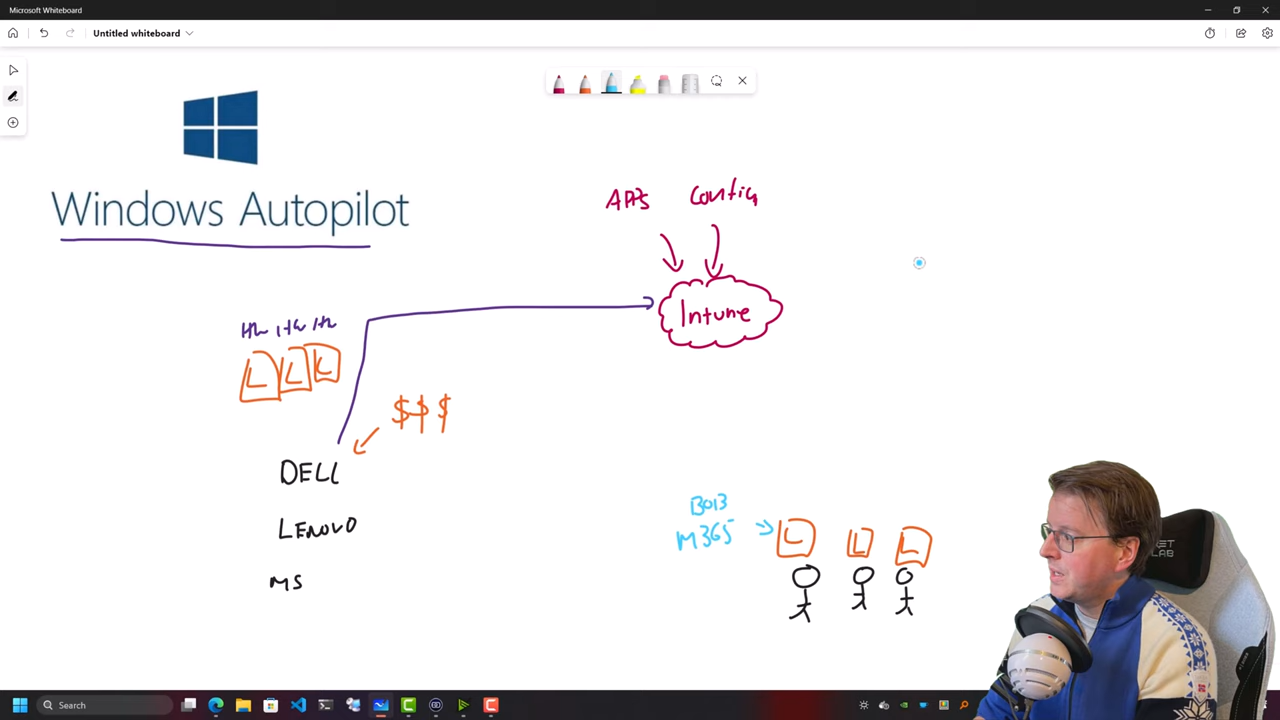 Microsoft Whiteboard
Untitled whiteboard
Windows Autopilot
APPS Config
Intune
L L L
$$$
DELL
LENOVO
MS
BOB
M365
L L L
Search